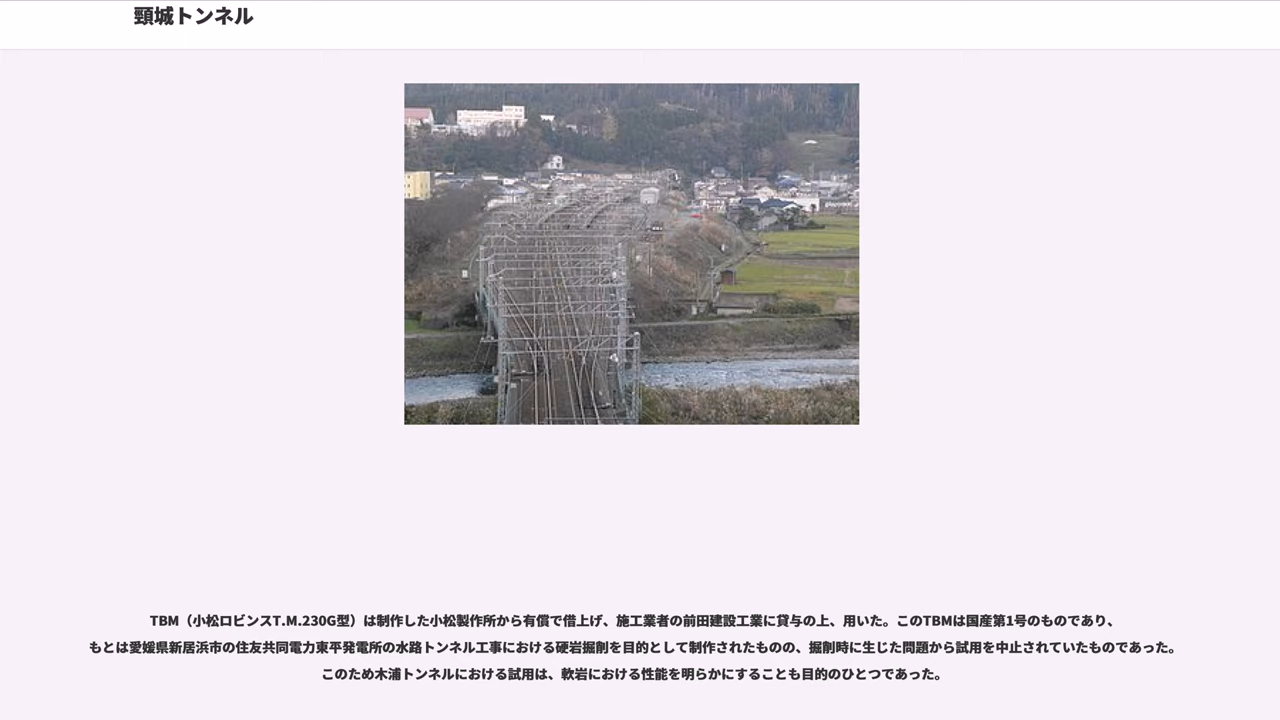 頸城トンネル
TBM（小松ロビンスT.M.230G型）は制作した小松製作所から有償で借上げ、施工業者の前田建設工業に貸与の上、用いた。このTBMは国産第1号のものであり、
もとは愛媛県新居浜市の住友共同電力東平発電所の水路トンネル工事における硬岩掘削を目的として制作されたものの、掘削時に生じた問題から試用を中止されていたものであった。
このため木浦トンネルにおける試用は、軟岩における性能を明らかにすることも目的のひとつであった。